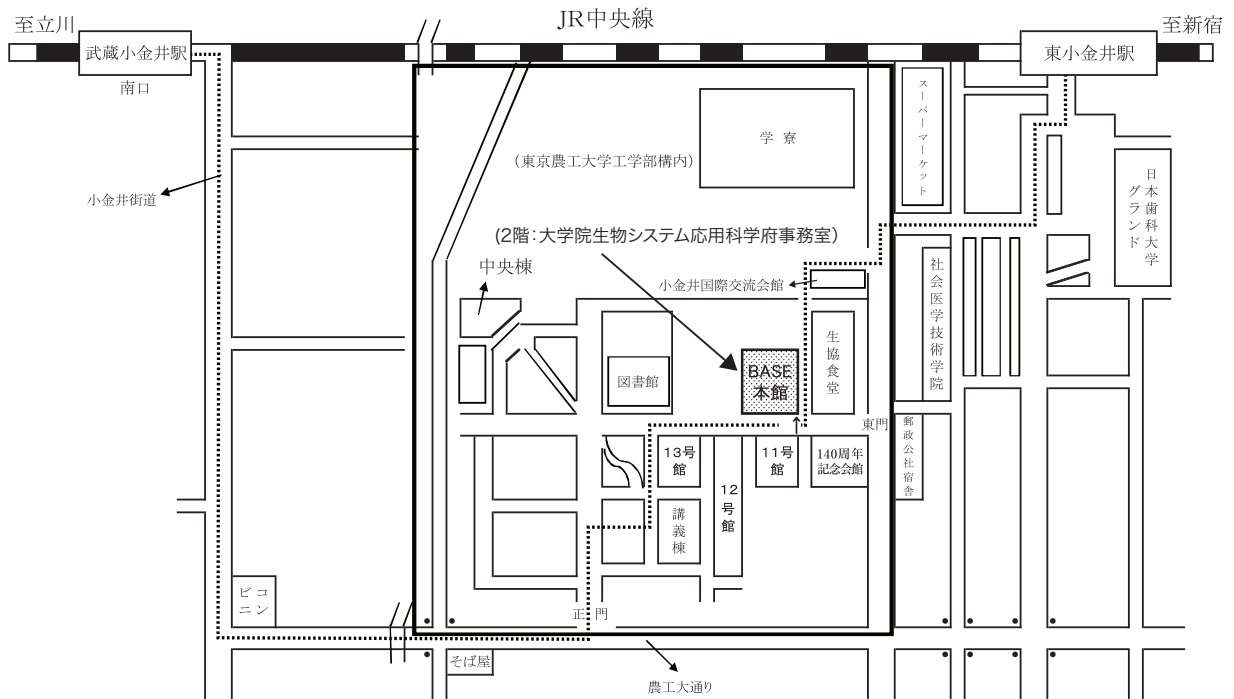 JR中央線
至立川
至新宿
武蔵小金井駅
南口
東小金井駅
スーパーマーケット
学寮
(東京農工大学工学部構内)
日本歯科大学
グランド
小金井街道
(2階:大学院生物システム応用科学府事務室)
中央棟
小金井国際交流会館
社会医学技術学院
生協食堂
図書館
BASE
本館
東門
郵政公社宿舎
13号
館
11号
館
140周年
記念会館
12号館
講義棟
コン
ビニ
正門
そば屋
農工大通り